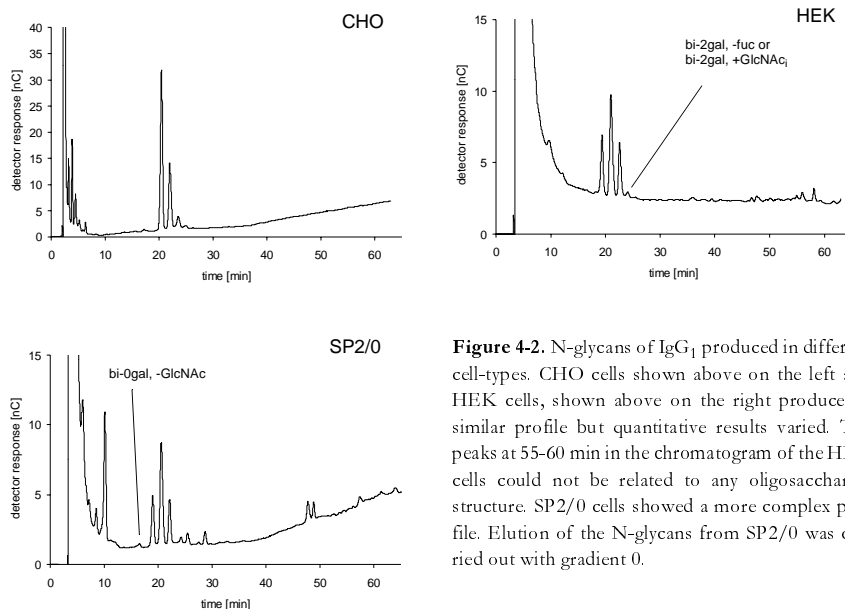 CHO
40
35
30
25
20
15
10
5
0
detector response [nC]
0 10 20 30 40 50 60
time [min]
HEK
15
10
5
0
detector response [nC]
bi-2gal, -fuc or
bi-2gal, +GlcNAci
0 10 20 30 40 50 60
time [min]
SP2/0
15
10
5
0
detector response [nC]
bi-0gal, -GlcNAc
0 10 20 30 40 50 60
time [min]
Figure 4-2. N-glycans of IgG1 produced in differ
cell-types. CHO cells shown above on the left
HEK cells, shown above on the right produce
similar profile but quantitative results varied.
peaks at 55-60 min in the chromatogram of the
cells could not be related to any oligosacchar
structure. SP2/0 cells showed a more complex p
file. Elution of the N-glycans from SP2/0 was
ried out with gradient 0.